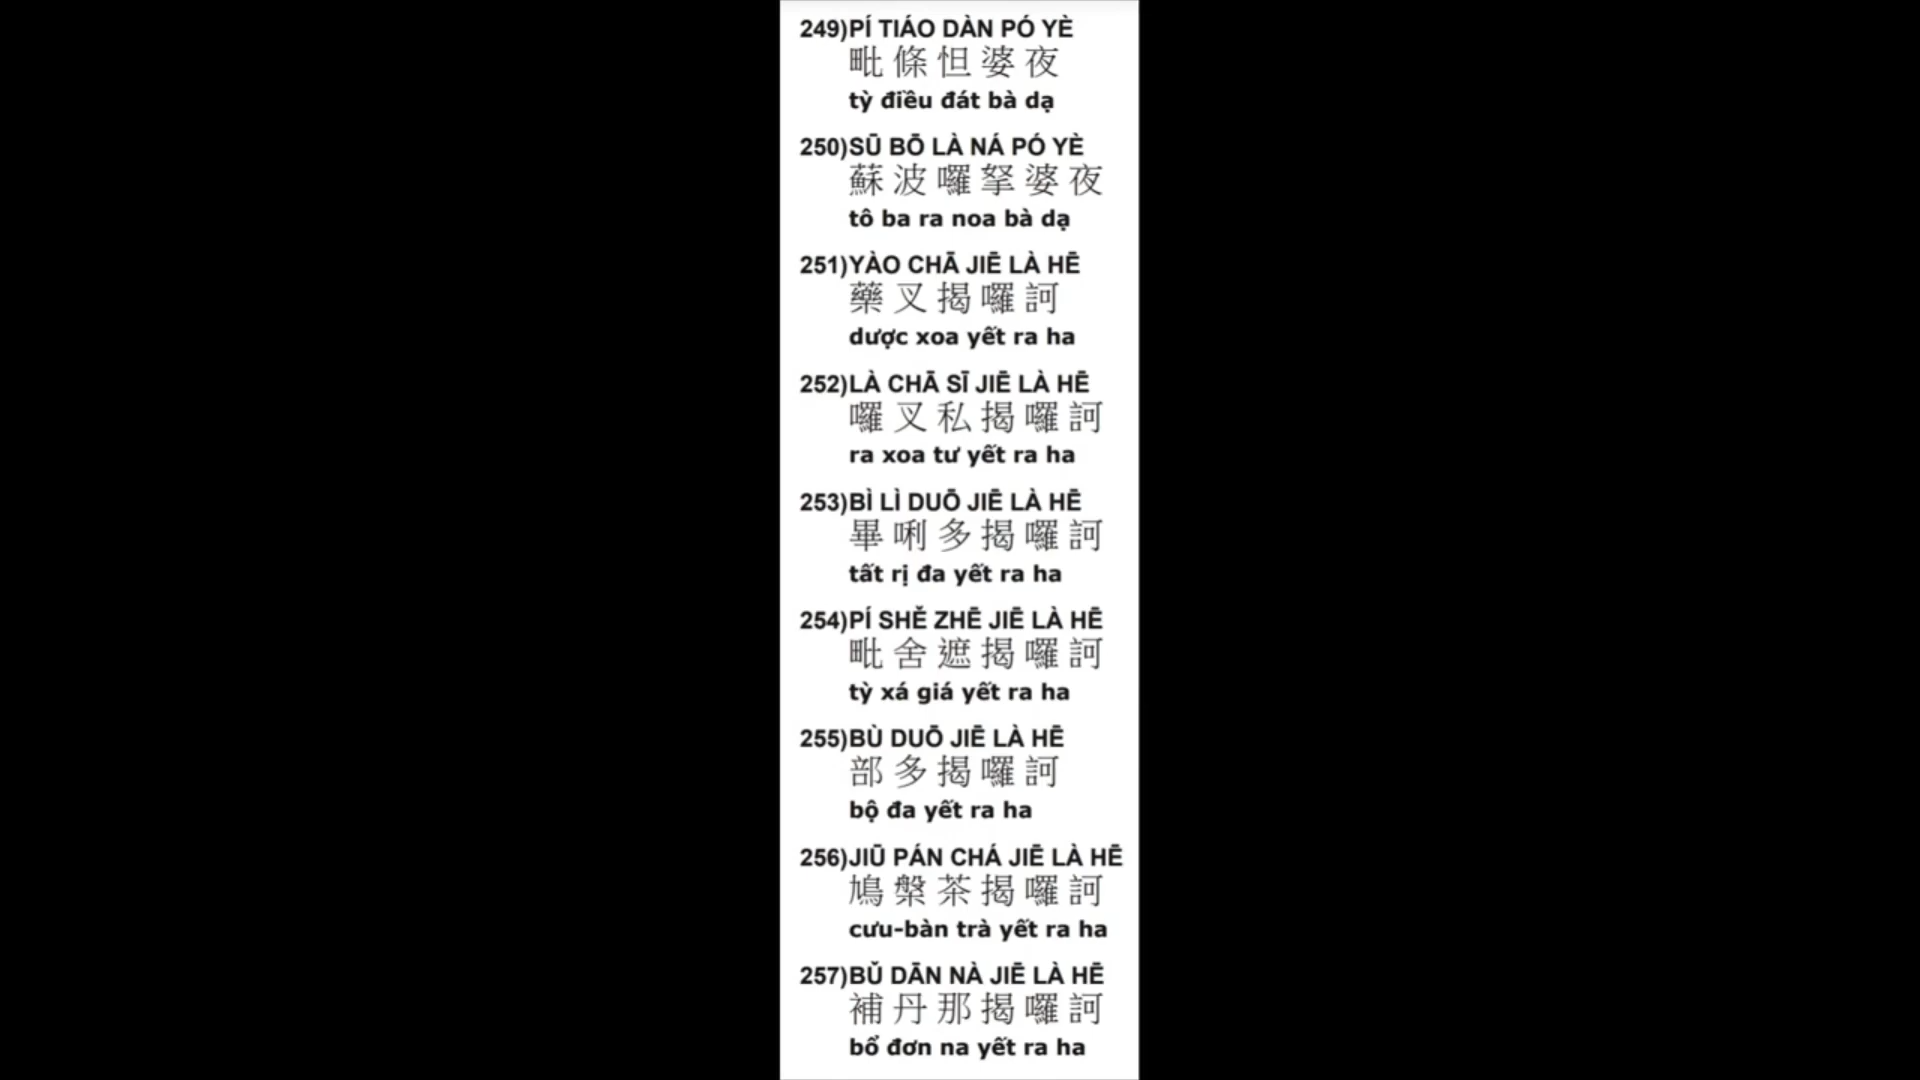 249)PÍ TIÁO DÀN PÓ YÈ
毗條怛婆夜
tỳ điều đát bà dạ
250)SŪ BŌ LÀ NÁ PÓ YÈ
蘇波囉拏婆夜
tô ba ra noa bà dạ
251)YÀO CHĀ JIĒ LÀ HĒ
藥叉揭囉訶
dược xoa yết ra ha
252)LÀ CHĀ SĪ JIĒ LÀ HĒ
囉叉私揭囉訶
ra xoa tư yết ra ha
253)BÌ LÌ DUŌ JIĒ LÀ HĒ
畢唎多揭囉訶
tất rị đa yết ra ha
254)PÍ SHĚ ZHĒ JIĒ LÀ HĒ
毗舍遮揭囉訶
tỳ xá giá yết ra ha
255)BÙ DUŌ JIĒ LÀ HĒ
部多揭囉訶
bộ đa yết ra ha
256)JIŪ PÁN CHÁ JIĒ LÀ HĒ
鳩槃茶揭囉訶
cưu-bàn trà yết ra ha
257)BǓ DĀN NÀ JIĒ LÀ HĒ
補丹那揭囉訶
bổ đơn na yết ra ha